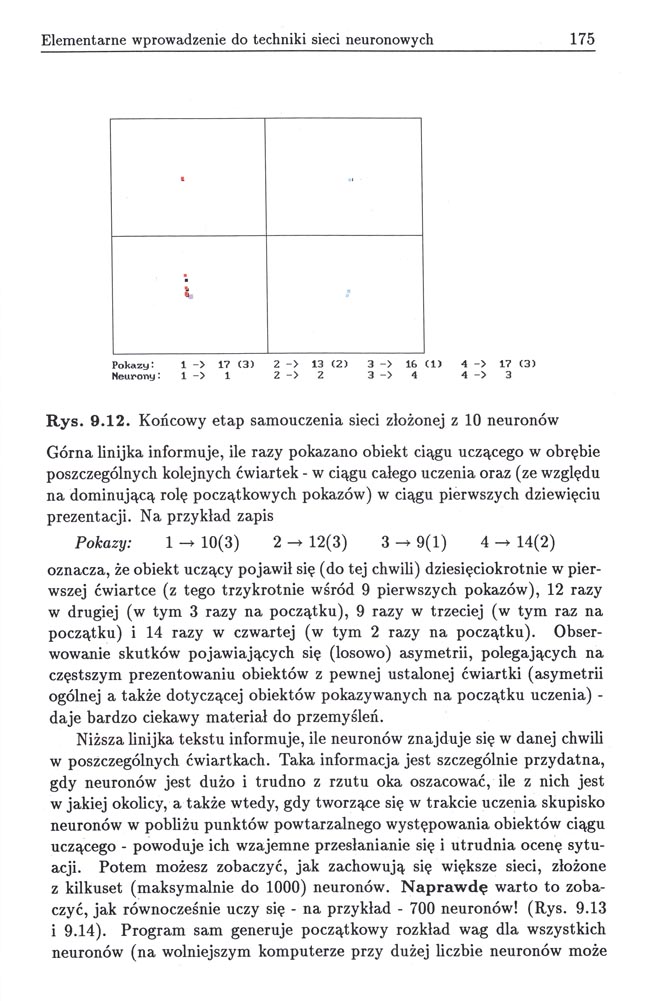 Elementarne wprowadzenie do techniki sieci neuronowych 175
Pokazy: 1 -> 17 (3) 2 -> 13 (2) 3 -> 16 (1) 4 -> 17 (3)
Neurony: 1 -> 1 2 -> 2 3 -> 4 4 -> 3
Rys. 9.12. Końcowy etap samouczenia sieci złożonej z 10 neuronów
Górna linijka informuje, ile razy pokazano obiekt ciągu uczącego w obrębie
poszczególnych kolejnych ćwiartek - w ciągu całego uczenia oraz (ze względu
na dominującą rolę początkowych pokazów) w ciągu pierwszych dziewięciu
prezentacji. Na przykład zapis
Pokazy: 1 → 10(3) 2 → 12(3) 3 → 9(1) 4 → 14(2)
oznacza, że obiekt uczący pojawił się (do tej chwili) dziesięciokrotnie w pier-
wszej ćwiartce (z tego trzykrotnie wśród 9 pierwszych pokazów), 12 razy
w drugiej (w tym 3 razy na początku), 9 razy w trzeciej (w tym raz na
początku) i 14 razy w czwartej (w tym 2 razy na początku). Obser-
wowanie skutków pojawiających się (losowo) asymetrii, polegających na
częstszym prezentowaniu obiektów z pewnej ustalonej ćwiartki (asymetrii
ogólnej a także dotyczącej obiektów pokazywanych na początku uczenia) -
daje bardzo ciekawy materiał do przemyśleń.
Niższa linijka tekstu informuje, ile neuronów znajduje się w danej chwili
w poszczególnych ćwiartkach. Taka informacja jest szczególnie przydatna,
gdy neuronów jest dużo i trudno z rzutu oka oszacować, ile z nich jest
w jakiej okolicy, a także wtedy, gdy tworzące się w trakcie uczenia skupisko
neuronów w pobliżu punktów powtarzalnego występowania obiektów ciągu
uczącego - powoduje ich wzajemne przesłanianie się i utrudnia ocenę sytu-
acji. Potem możesz zobaczyć, jak zachowują się większe sieci, złożone
z kilkuset (maksymalnie do 1000) neuronów. Naprawdę warto to zoba-
czyć, jak równocześnie uczy się - na przykład - 700 neuronów! (Rys. 9.13
i 9.14). Program sam generuje początkowy rozkład wag dla wszystkich
neuronów (na wolniejszym komputerze przy dużej liczbie neuronów może